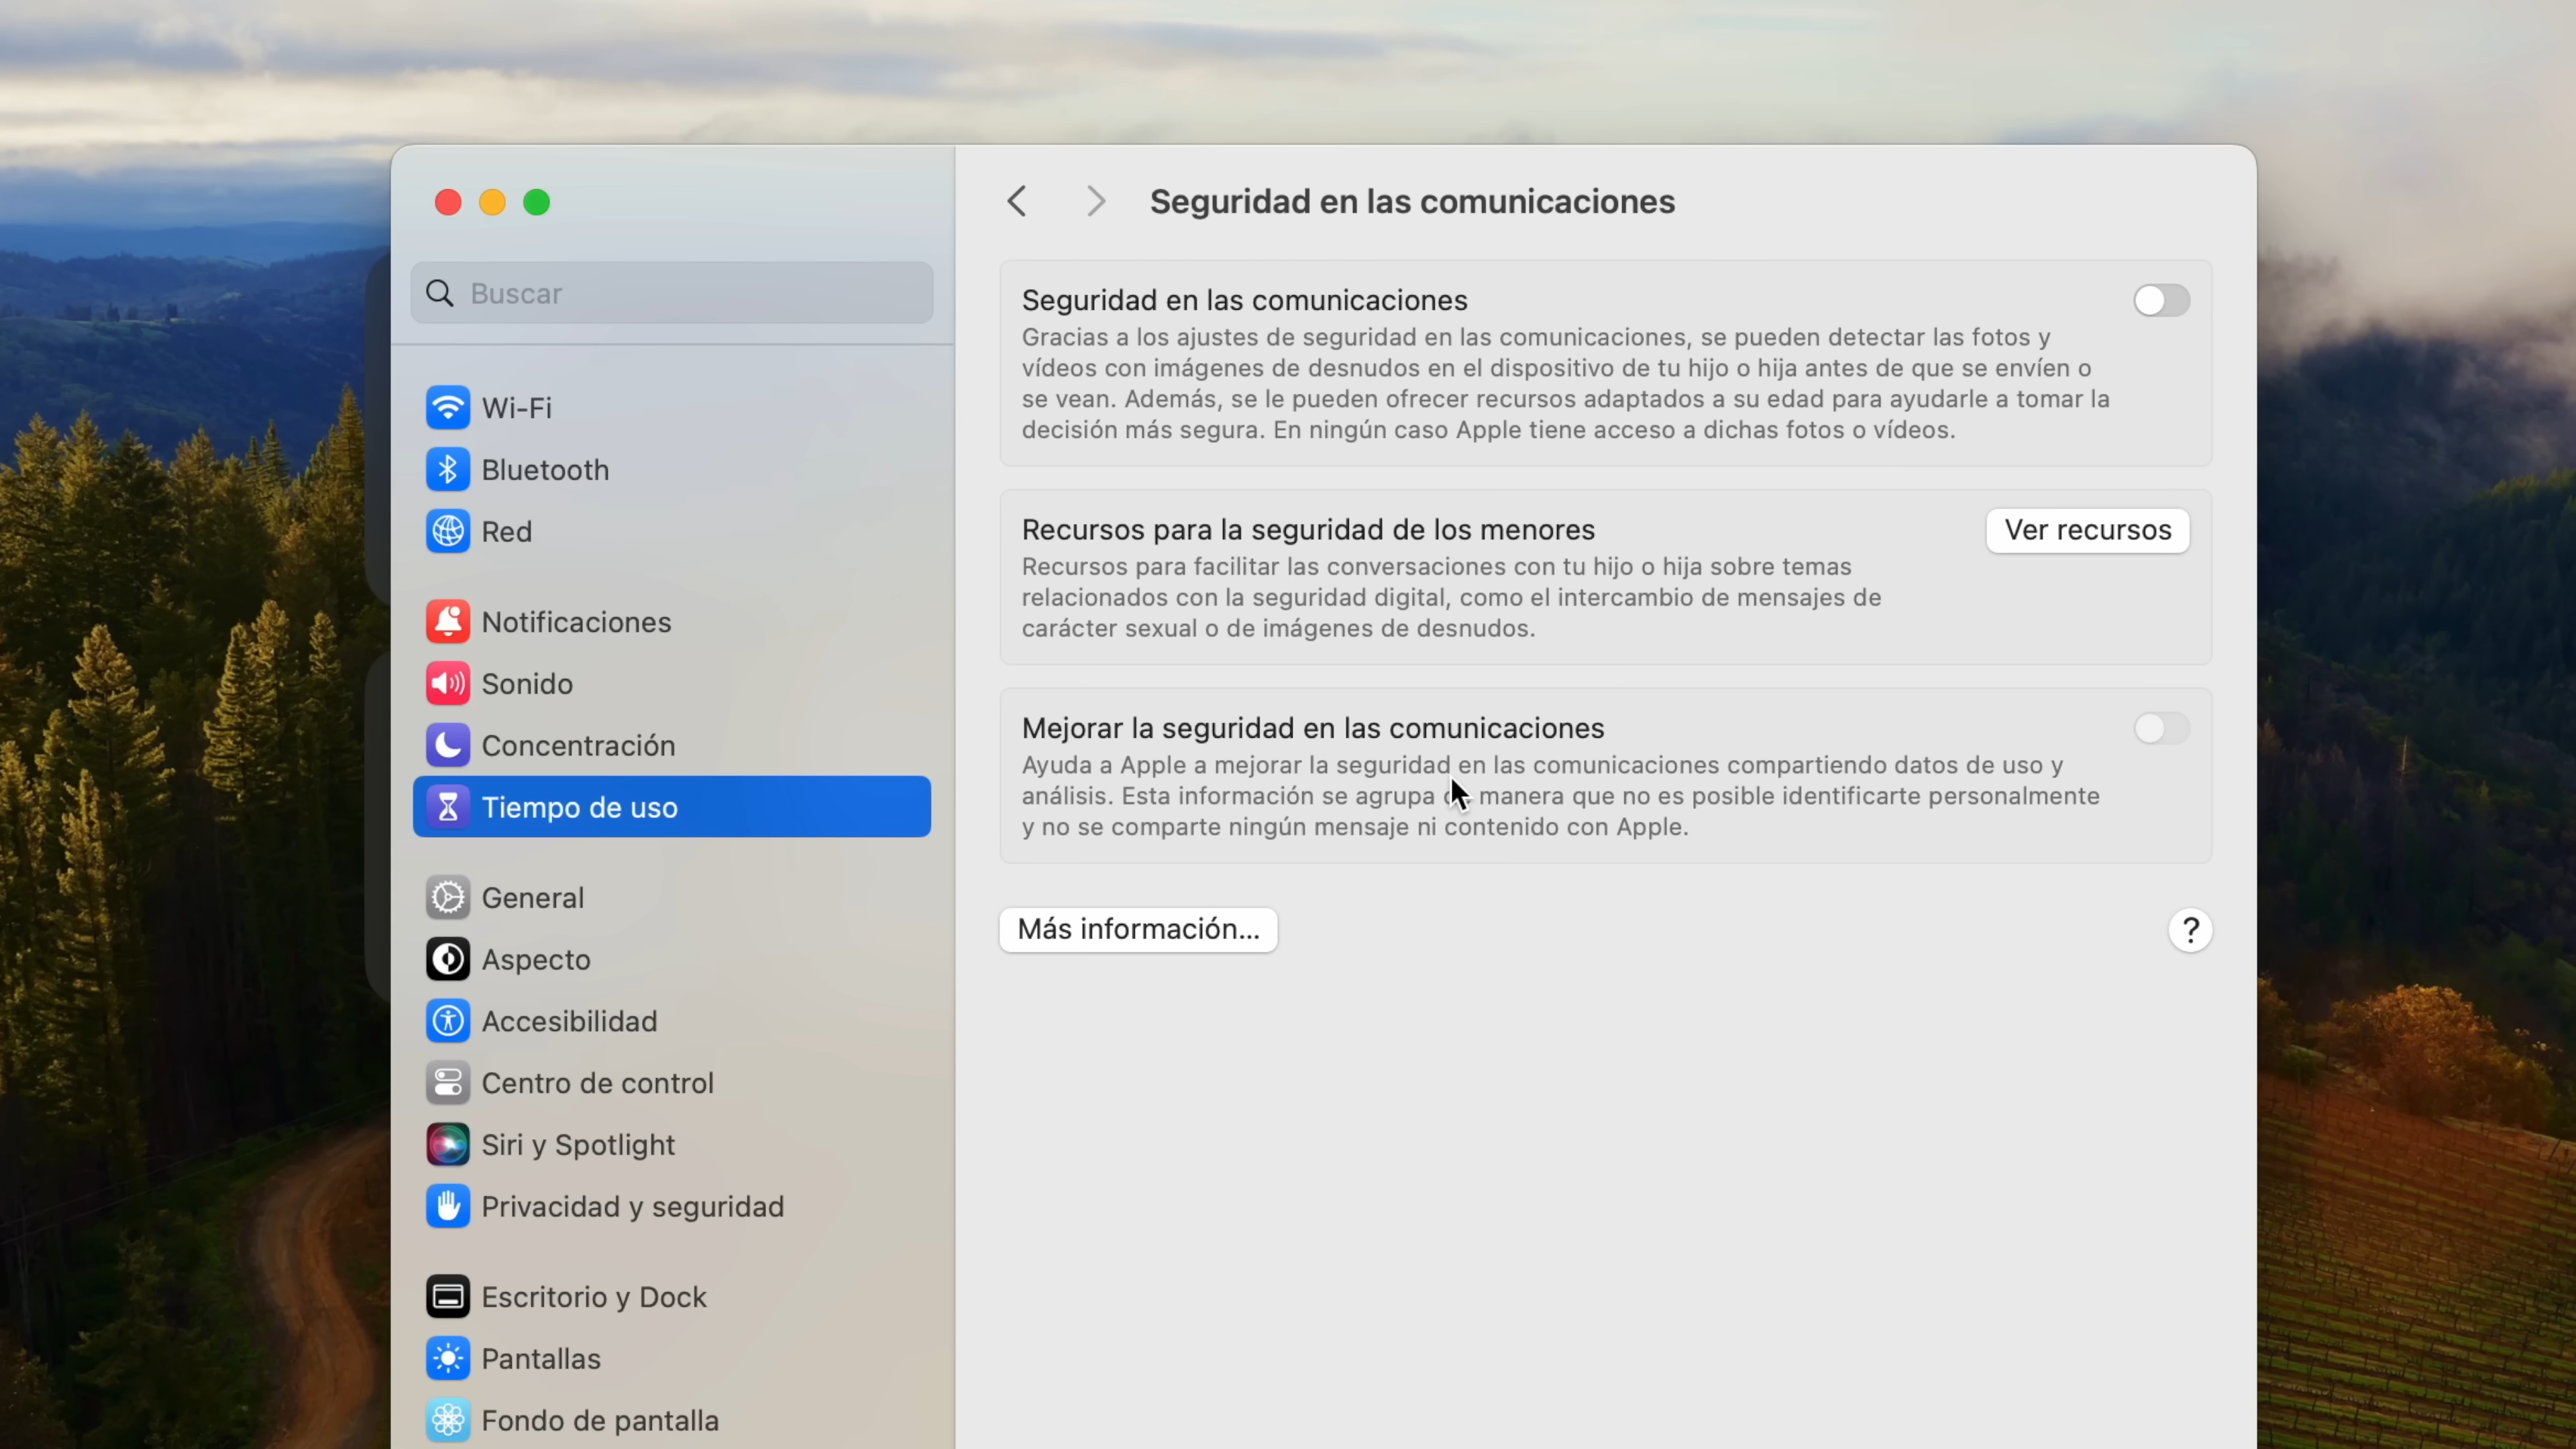 Buscar
Wi-Fi
Bluetooth
Red
Notificaciones
Sonido
Concentración
Tiempo de uso
General
Aspecto
Accesibilidad
Centro de control
Siri y Spotlight
Privacidad y seguridad
Escritorio y Dock
Pantallas
Fondo de pantalla
Seguridad en las comunicaciones
Seguridad en las comunicaciones
Gracias a los ajustes de seguridad en las comunicaciones, se pueden detectar las fotos y
vídeos con imágenes de desnudos en el dispositivo de tu hijo o hija antes de que se envíen o
se vean. Además, se le pueden ofrecer recursos adaptados a su edad para ayudarle a tomar la
decisión más segura. En ningún caso Apple tiene acceso a dichas fotos o vídeos.
Recursos para la seguridad de los menores
Ver recursos
Recursos para facilitar las conversaciones con tu hijo o hija sobre temas
relacionados con la seguridad digital, como el intercambio de mensajes de
carácter sexual o de imágenes de desnudos.
Mejorar la seguridad en las comunicaciones
Ayuda a Apple a mejorar la seguridad en las comunicaciones compartiendo datos de uso y
análisis. Esta información se agrupa manera que no es posible identificarte personalmente
y no se comparte ningún mensaje ni contenido con Apple.
Más información...
?